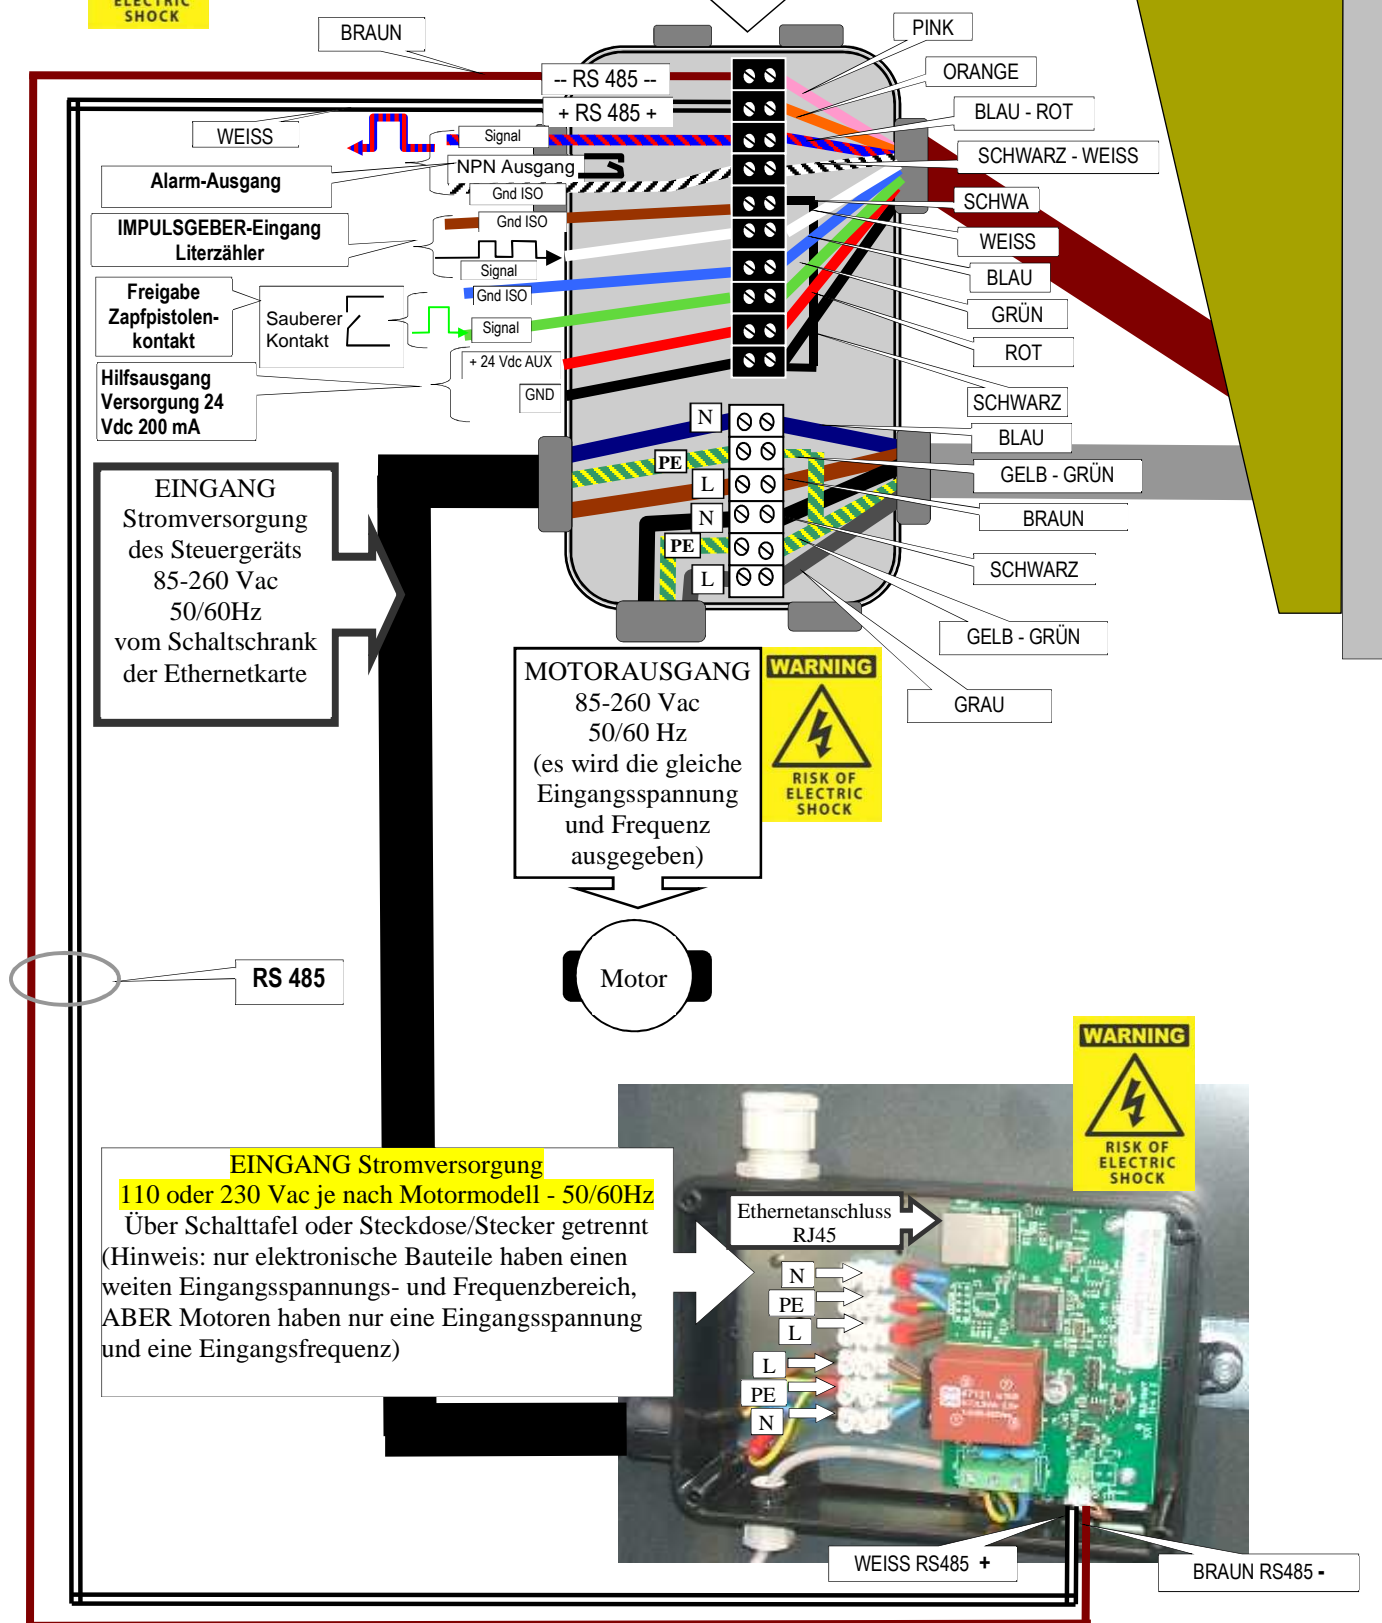 ELECTRIC
SHOCK
BRAUN
PINK
-- RS 485 --
ORANGE
+ RS 485 +
BLAU - ROT
WEISS
Signal
SCHWARZ - WEISS
NPN Ausgang
Alarm-Ausgang
Gnd ISO
SCHWA
IMPULSGEBER-Eingang
Literzähler
Gnd ISO
WEISS
Signal
BLAU
Freigabe
Zapfpistolen-
kontakt
Sauberer
Kontakt
Gnd ISO
Signal
GRÜN
ROT
+ 24 Vdc AUX
GND
Hilfsausgang
Versorgung 24
Vdc 200 mA
SCHWARZ
N
BLAU
PE
GELB - GRÜN
L
BRAUN
N
PE
SCHWARZ
L
GELB - GRÜN
GRAU
EINGANG
Stromversorgung
des Steuergeräts
85-260 Vac
50/60Hz
vom Schaltschrank
der Ethernetkarte
MOTORAUSGANG
85-260 Vac
50/60 Hz
(es wird die gleiche
Eingangsspannung
und Frequenz
ausgegeben)
WARNING
RISK OF
ELECTRIC
SHOCK
Motor
RS 485
WARNING
RISK OF
ELECTRIC
SHOCK
EINGANG Stromversorgung
110 oder 230 Vac je nach Motormodell - 50/60Hz
Über Schalttafel oder Steckdose/Stecker getrennt
(Hinweis: nur elektronische Bauteile haben einen
weiten Eingangsspannungs- und Frequenzbereich,
ABER Motoren haben nur eine Eingangsspannung
und eine Eingangsfrequenz)
Ethernetanschluss
RJ45
N
PE
L
L
PE
N
WEISS RS485 +
BRAUN RS485 -